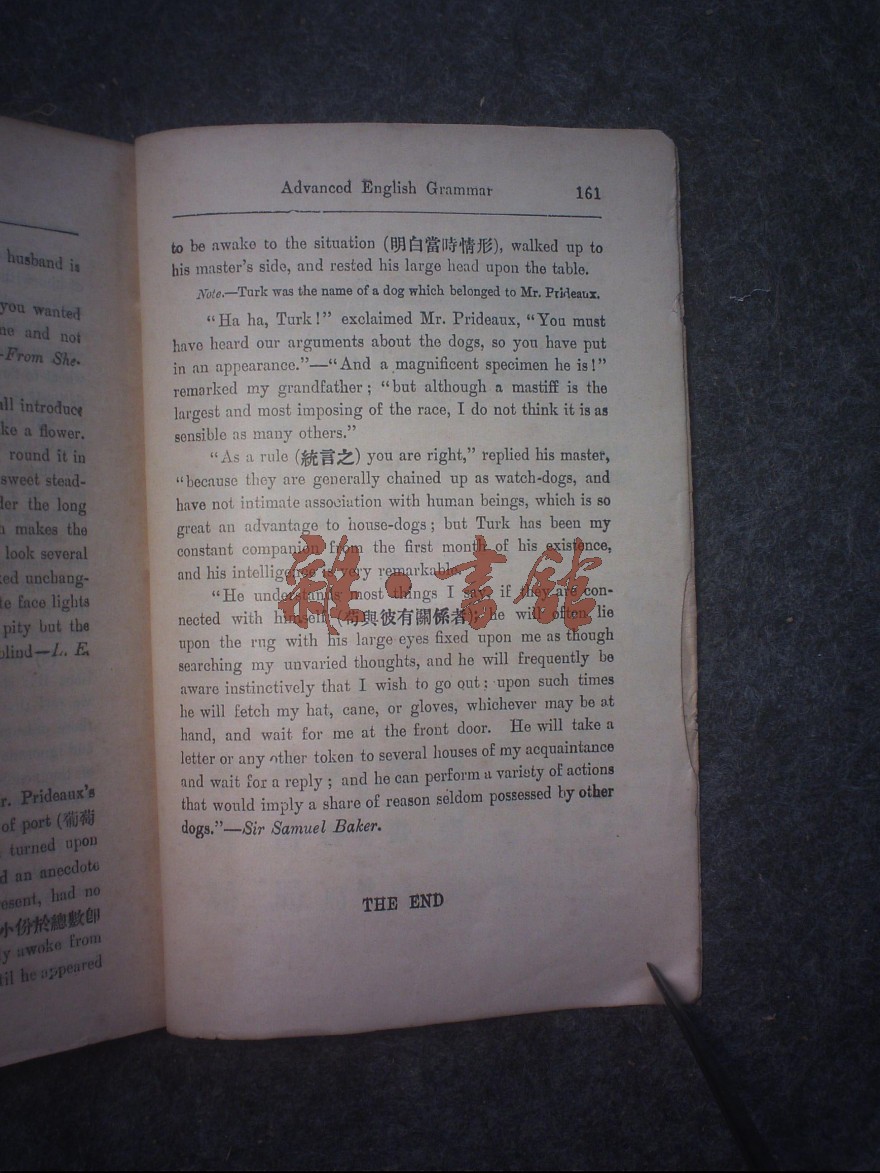 husband is
you wanted
and not
From She-
all introduce
ke a flower.
round it in
sweet stead-
the long
makes the
look several
ed unchang-
te face lights
pity but the
blind—L. E.
r. Prideaux's
of port (葡萄
turned upon
d an anecdote
resent, had no
小份於總數即
y awoke from
til he appeared
Advanced English Grammar 161
to be awake to the situation (明白當時情形), walked up to
his master's side, and rested his large head upon the table.
Note.—Turk was the name of a dog which belonged to Mr. Prideaux.
"Ha ha, Turk!" exclaimed Mr. Prideaux, "You must
have heard our arguments about the dogs, so you have put
in an appearance."—"And a magnificent specimen he is!"
remarked my grandfather; "but although a mastiff is the
largest and most imposing of the race, I do not think it is as
sensible as many others."
"As a rule (統言之) you are right," replied his master,
"because they are generally chained up as watch-dogs, and
have not intimate association with human beings, which is so
great an advantage to house-dogs; but Turk has been my
constant companion from the first month of his existence,
and his intelligence is very remarkable.
"He understands most things I say, if they are con-
nected with himself (苟與彼有關係者); he will often lie
upon the rug with his large eyes fixed upon me as though
searching my unvaried thoughts, and he will frequently be
aware instinctively that I wish to go out: upon such times
he will fetch my hat, cane, or gloves, whichever may be at
hand, and wait for me at the front door. He will take a
letter or any other token to several houses of my acquaintance
and wait for a reply; and he can perform a variety of actions
that would imply a share of reason seldom possessed by other
dogs."—Sir Samuel Baker.
THE END
雜·書館